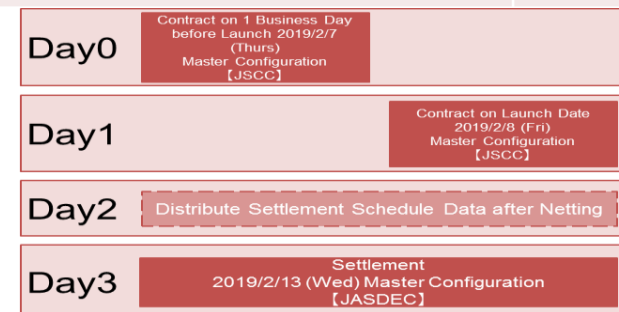 Day0
Contract on 1 Business Day
before Launch 2019/2/7
(Thurs)
Master Configuration
【JSCC】
Day1
Contract on Launch Date
2019/2/8 (Fri)
Master Configuration
【JSCC】
Day2
Distribute Settlement Schedule Data after Netting
Day3
Settlement
2019/2/13 (Wed) Master Configuration
【JASDEC】